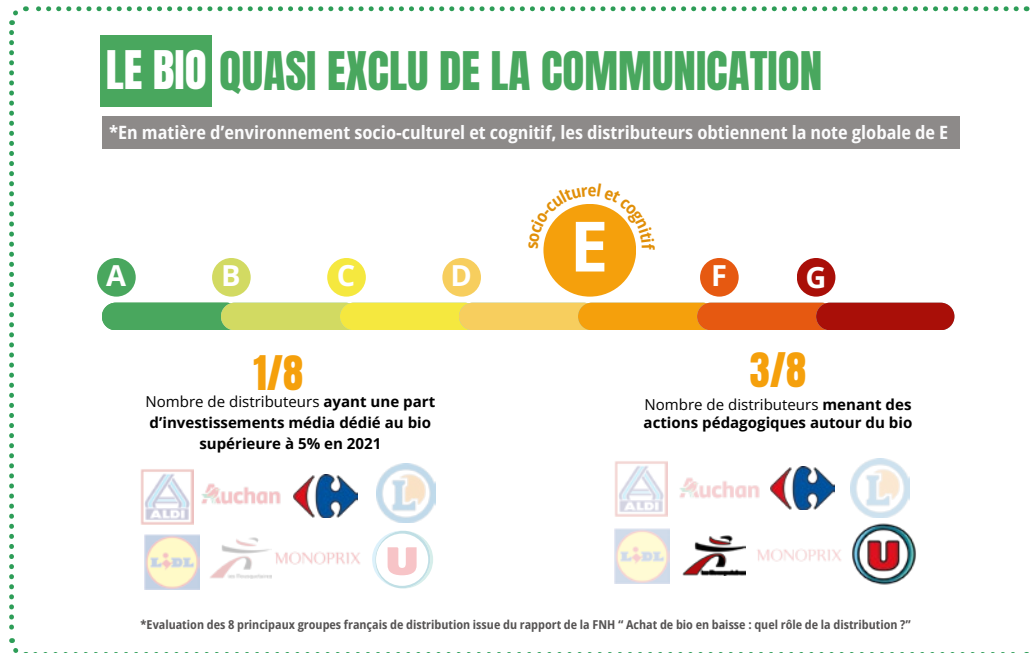 LE BIO QUASI EXCLU DE LA COMMUNICATION
*En matière d’environnement socio-culturel et cognitif, les distributeurs obtiennent la note globale de E
socio-culturel et cognitif
A B C D E F G
1/8
Nombre de distributeurs ayant une part
d’investissements média dédié au bio
supérieure à 5% en 2021
ALDI Auchan L
LIDL MONOPRIX U
3/8
Nombre de distributeurs menant des
actions pédagogiques autour du bio
ALDI Auchan L
LIDL MONOPRIX U
*Evaluation des 8 principaux groupes français de distribution issue du rapport de la FNH “ Achat de bio en baisse : quel rôle de la distribution ?”